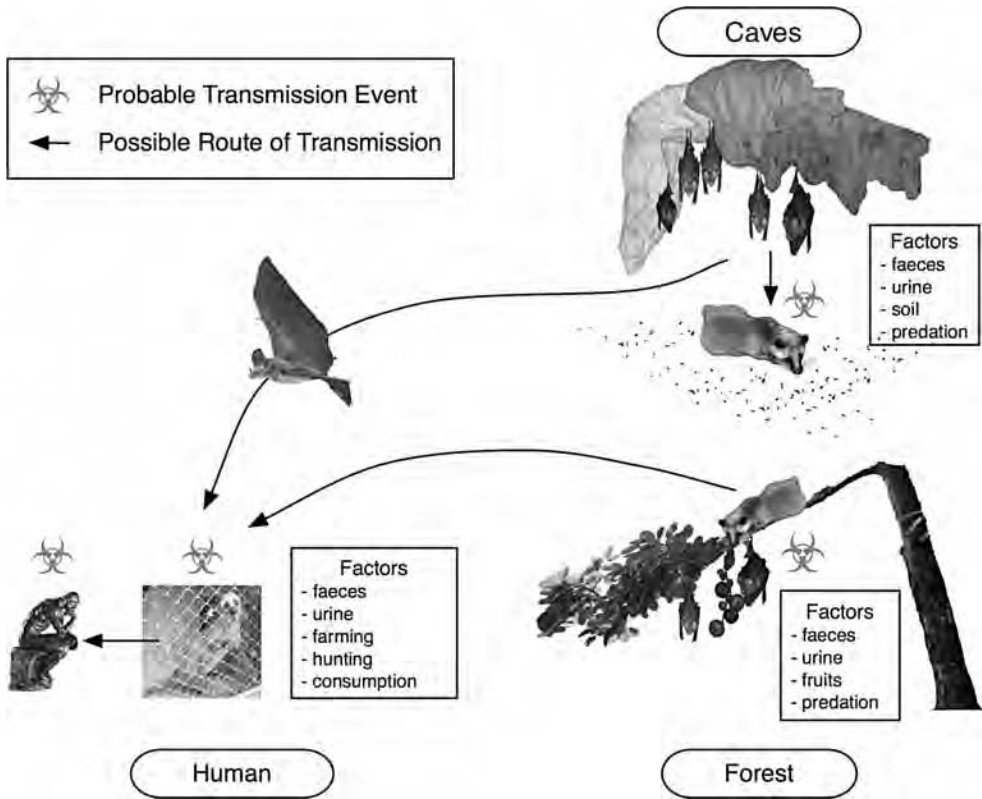 Caves
Probable Transmission Event
Possible Route of Transmission
Factors
- faeces
- urine
- soil
- predation
Factors
- faeces
- urine
- farming
- hunting
- consumption
Factors
- faeces
- urine
- fruits
- predation
Human
Forest